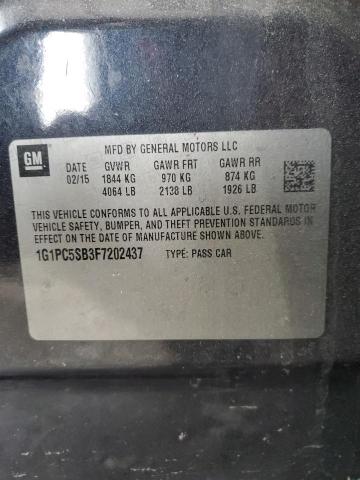 GM
MFD BY GENERAL MOTORS LLC
DATE GVWR GAWR FRT GAWR RR
02/15 1844 KG 970 KG 874 KG
4064 LB 2138 LB 1926 LB
THIS VEHICLE CONFORMS TO ALL APPLICABLE U.S. FEDERAL MOTOR
VEHICLE SAFETY, BUMPER, AND THEFT PREVENTION STANDARDS
IN EFFECT ON THE DATE OF MANUFACTURE SHOWN ABOVE.
1G1PC5SB3F7202437 TYPE: PASS CAR